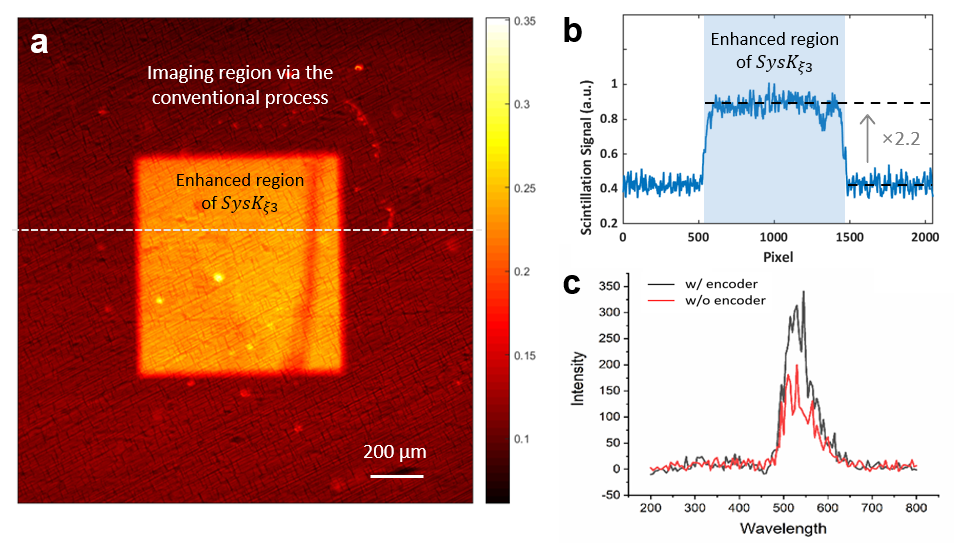 a
Imaging region via the
conventional process
Enhanced region
of SysKξ3
200 μm
0.35
0.3
0.25
0.2
0.15
0.1
b
Enhanced region
of SysKξ3
×2.2
Scintillation Signal (a.u.)
1
0.8
0.6
0.4
0.2
0
500
1000
1500
2000
Pixel
c
w/ encoder
w/o encoder
Intensity
350
300
250
200
150
100
50
0
-50
200
300
400
500
600
700
800
Wavelength